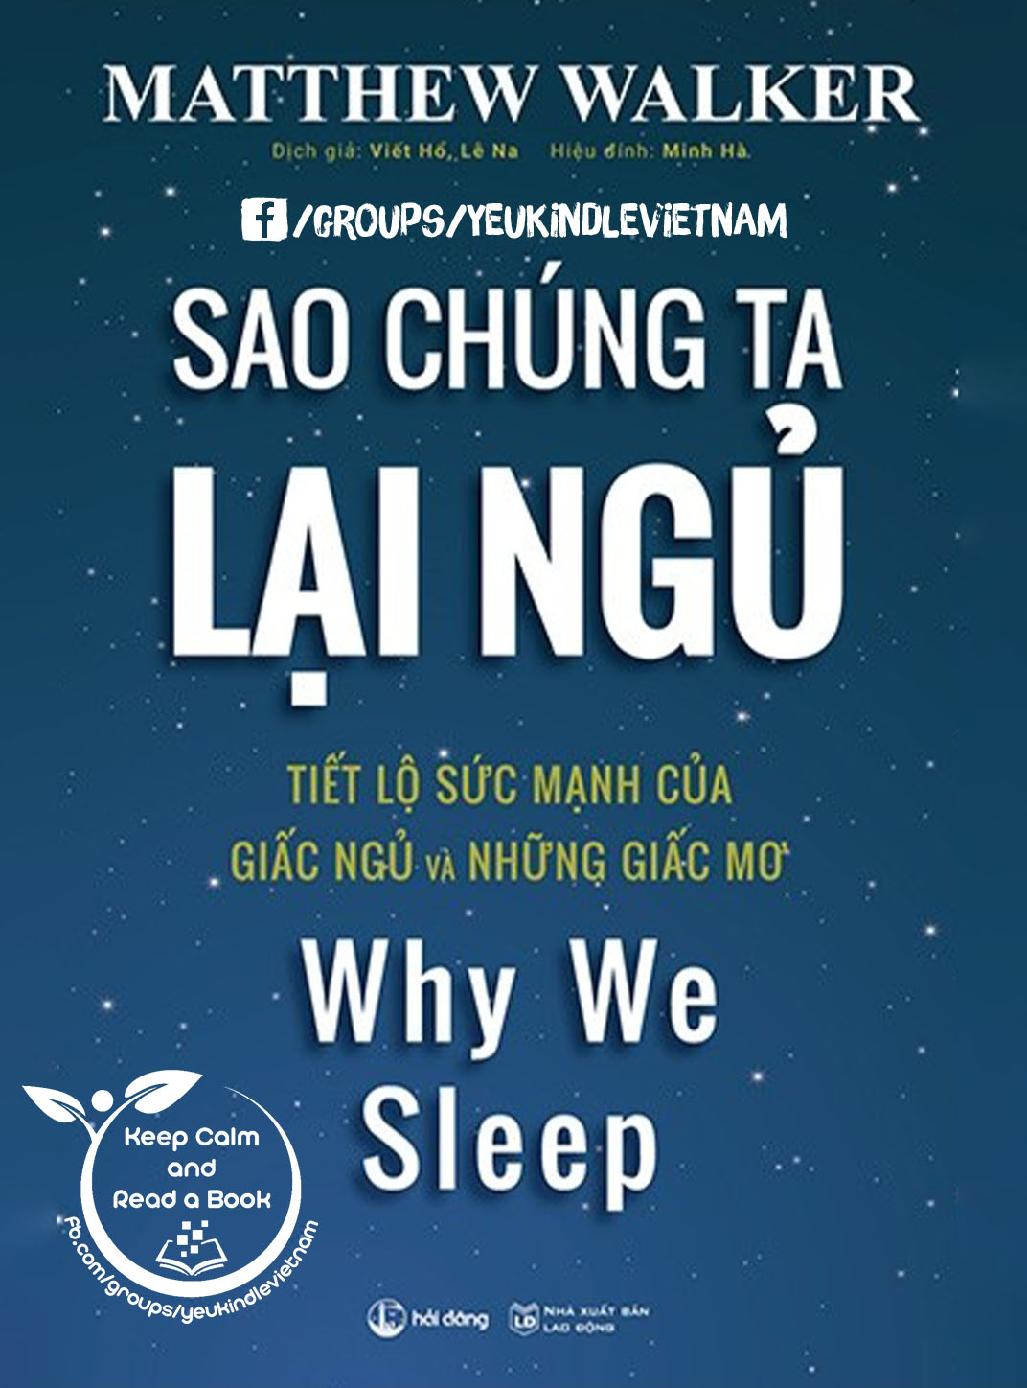 MATTHEW WALKER
Dịch giả: Viết Hổ, Lê Na Hiệu đính: Minh Hà.
f/GROUPS/YEUKINDLEVIETNAM
SAO CHÚNG TA
LẠI NGỦ
TIẾT LỘ SỨC MẠNH CỦA
GIẤC NGỦ VÀ NHỮNG GIẤC MƠ
Why We
Sleep
Keep Calm
and
Read a Book
Fb.com/groups/yeukindlevietnam
hải đăng
LĐ NHÀ XUẤT BẢN
LAO ĐỘNG